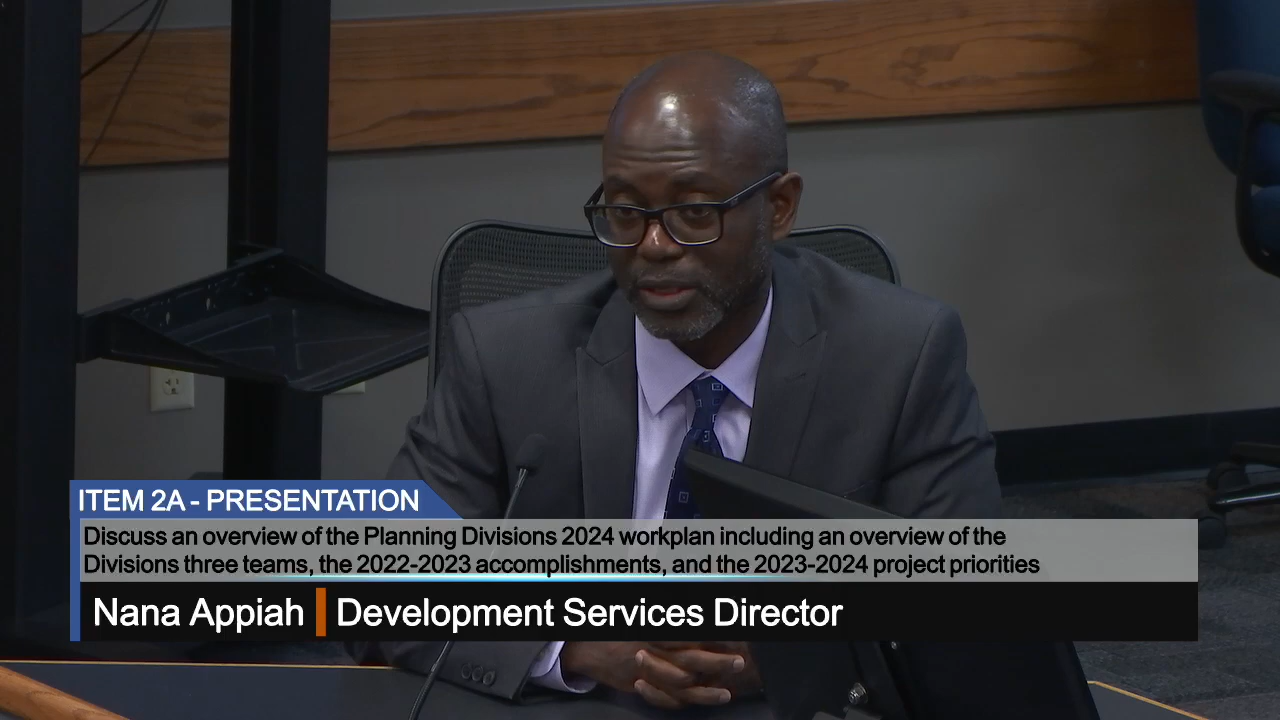 ITEM 2A - PRESENTATION
Discuss an overview of the Planning Divisions 2024 workplan including an overview of the
Divisions three teams, the 2022-2023 accomplishments, and the 2023-2024 project priorities
Nana Appiah | Development Services Director